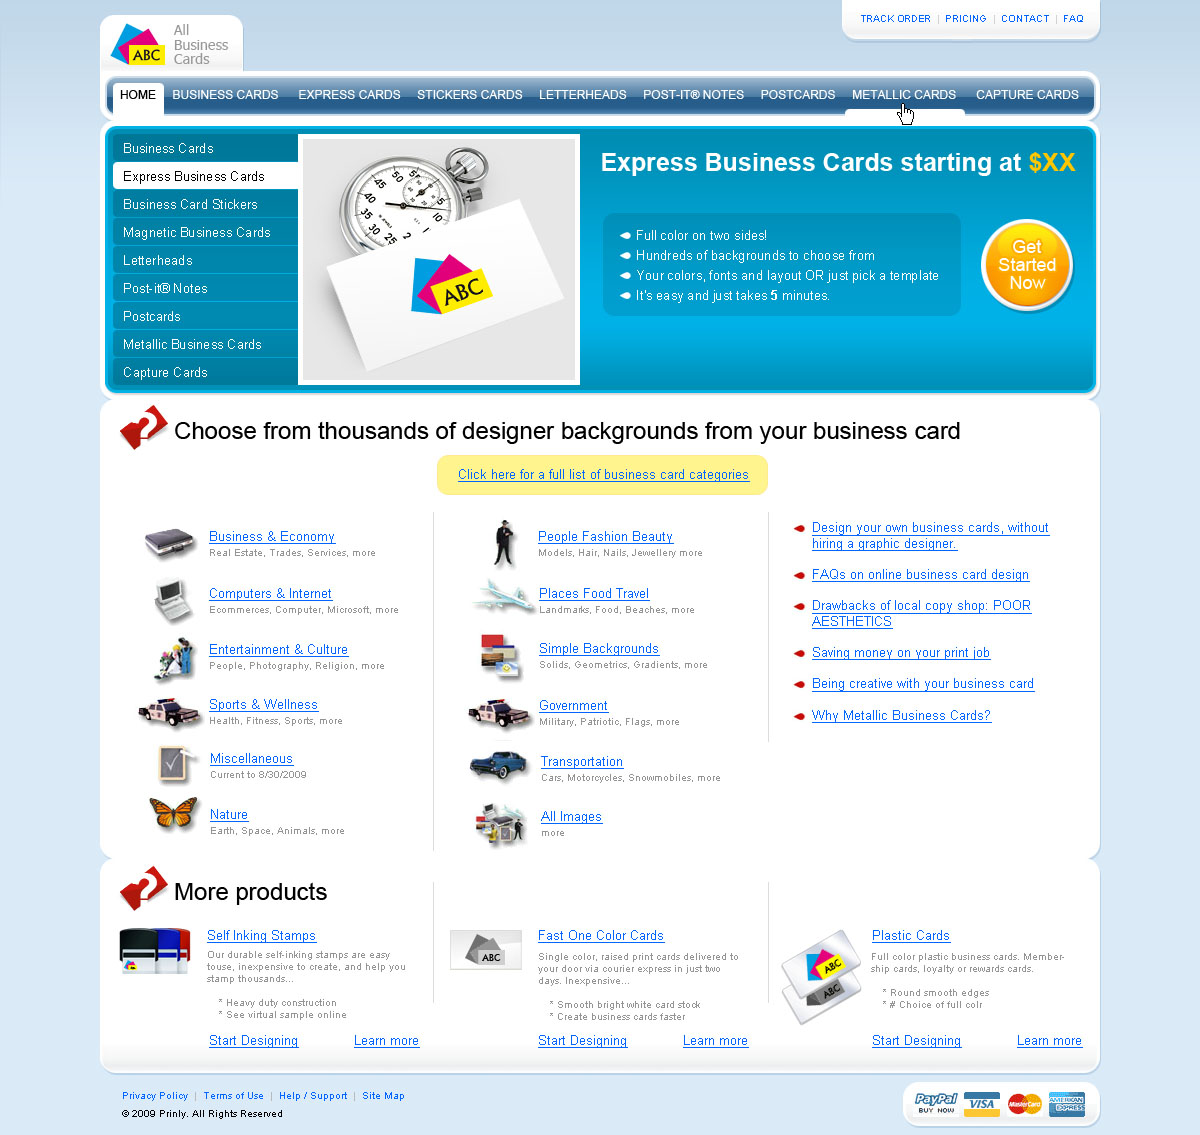 TRACK ORDER | PRICING | CONTACT | FAQ
ABC
All
Business
Cards
HOME BUSINESS CARDS EXPRESS CARDS STICKERS CARDS LETTERHEADS POST-IT® NOTES POSTCARDS METALLIC CARDS CAPTURE CARDS
Business Cards
Express Business Cards
Business Card Stickers
Magnetic Business Cards
Letterheads
Post-it® Notes
Postcards
Metallic Business Cards
Capture Cards
60
5
10
15
20
25
30
35
40
45
50
ABC
Express Business Cards starting at $XX
Full color on two sides!
Hundreds of backgrounds to choose from
Your colors, fonts and layout OR just pick a template
It's easy and just takes 5 minutes.
Get
Started
Now
Choose from thousands of designer backgrounds from your business card
Click here for a full list of business card categories
Business & Economy
Real Estate, Trades, Services, more
Computers & Internet
Ecommerces, Computer, Microsoft, more
Entertainment & Culture
People, Photography, Religion, more
Sports & Wellness
Health, Fitness, Sports, more
Miscellaneous
Current to 8/30/2009
Nature
Earth, Space, Animals, more
People Fashion Beauty
Models, Hair, Nails, Jewellery more
Places Food Travel
Landmarks, Food, Beaches, more
Simple Backgrounds
Solids, Geometrics, Gradients, more
Government
Military, Patriotic, Flags, more
Transportation
Cars, Motorcycles, Snowmobiles, more
All Images
more
Design your own business cards, without
hiring a graphic designer.
FAQs on online business card design
Drawbacks of local copy shop: POOR
AESTHETICS
Saving money on your print job
Being creative with your business card
Why Metallic Business Cards?
More products
Self Inking Stamps
Our durable self-inking stamps are easy
touse, inexpensive to create, and help you
stamp thousands...
* Heavy duty construction
* See virtual sample online
Start Designing Learn more
ABC
Fast One Color Cards
Single color, raised print cards delivered to
your door via courier express in just two
days. Inexpensive...
* Smooth bright white card stock
* Create business cards faster
Start Designing Learn more
ABC
ABC
Plastic Cards
Full color plastic business cards. Member-
ship cards, loyalty or rewards cards.
* Round smooth edges
* # Choice of full colr
Start Designing Learn more
Privacy Policy | Terms of Use | Help / Support | Site Map
© 2009 Prinly. All Rights Reserved
PayPal
BUY NOW
VISA
MasterCard
AMERICAN
EXPRESS